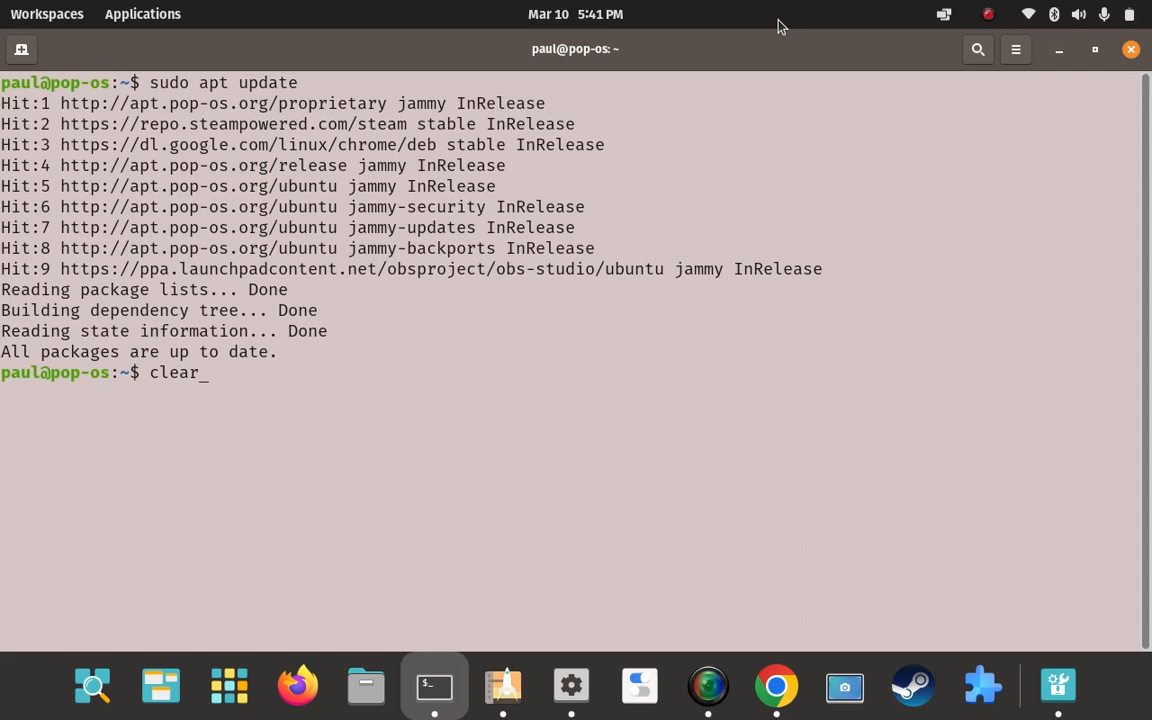 Workspaces Applications Mar 10 5:41 PM
paul@pop-os: ~
paul@pop-os:~$ sudo apt update
Hit:1 http://apt.pop-os.org/proprietary jammy InRelease
Hit:2 https://repo.steampowered.com/steam stable InRelease
Hit:3 https://dl.google.com/linux/chrome/deb stable InRelease
Hit:4 http://apt.pop-os.org/release jammy InRelease
Hit:5 http://apt.pop-os.org/ubuntu jammy InRelease
Hit:6 http://apt.pop-os.org/ubuntu jammy-security InRelease
Hit:7 http://apt.pop-os.org/ubuntu jammy-updates InRelease
Hit:8 http://apt.pop-os.org/ubuntu jammy-backports InRelease
Hit:9 https://ppa.launchpadcontent.net/obsproject/obs-studio/ubuntu jammy InRelease
Reading package lists... Done
Building dependency tree... Done
Reading state information... Done
All packages are up to date.
paul@pop-os:~$ clear_
$_